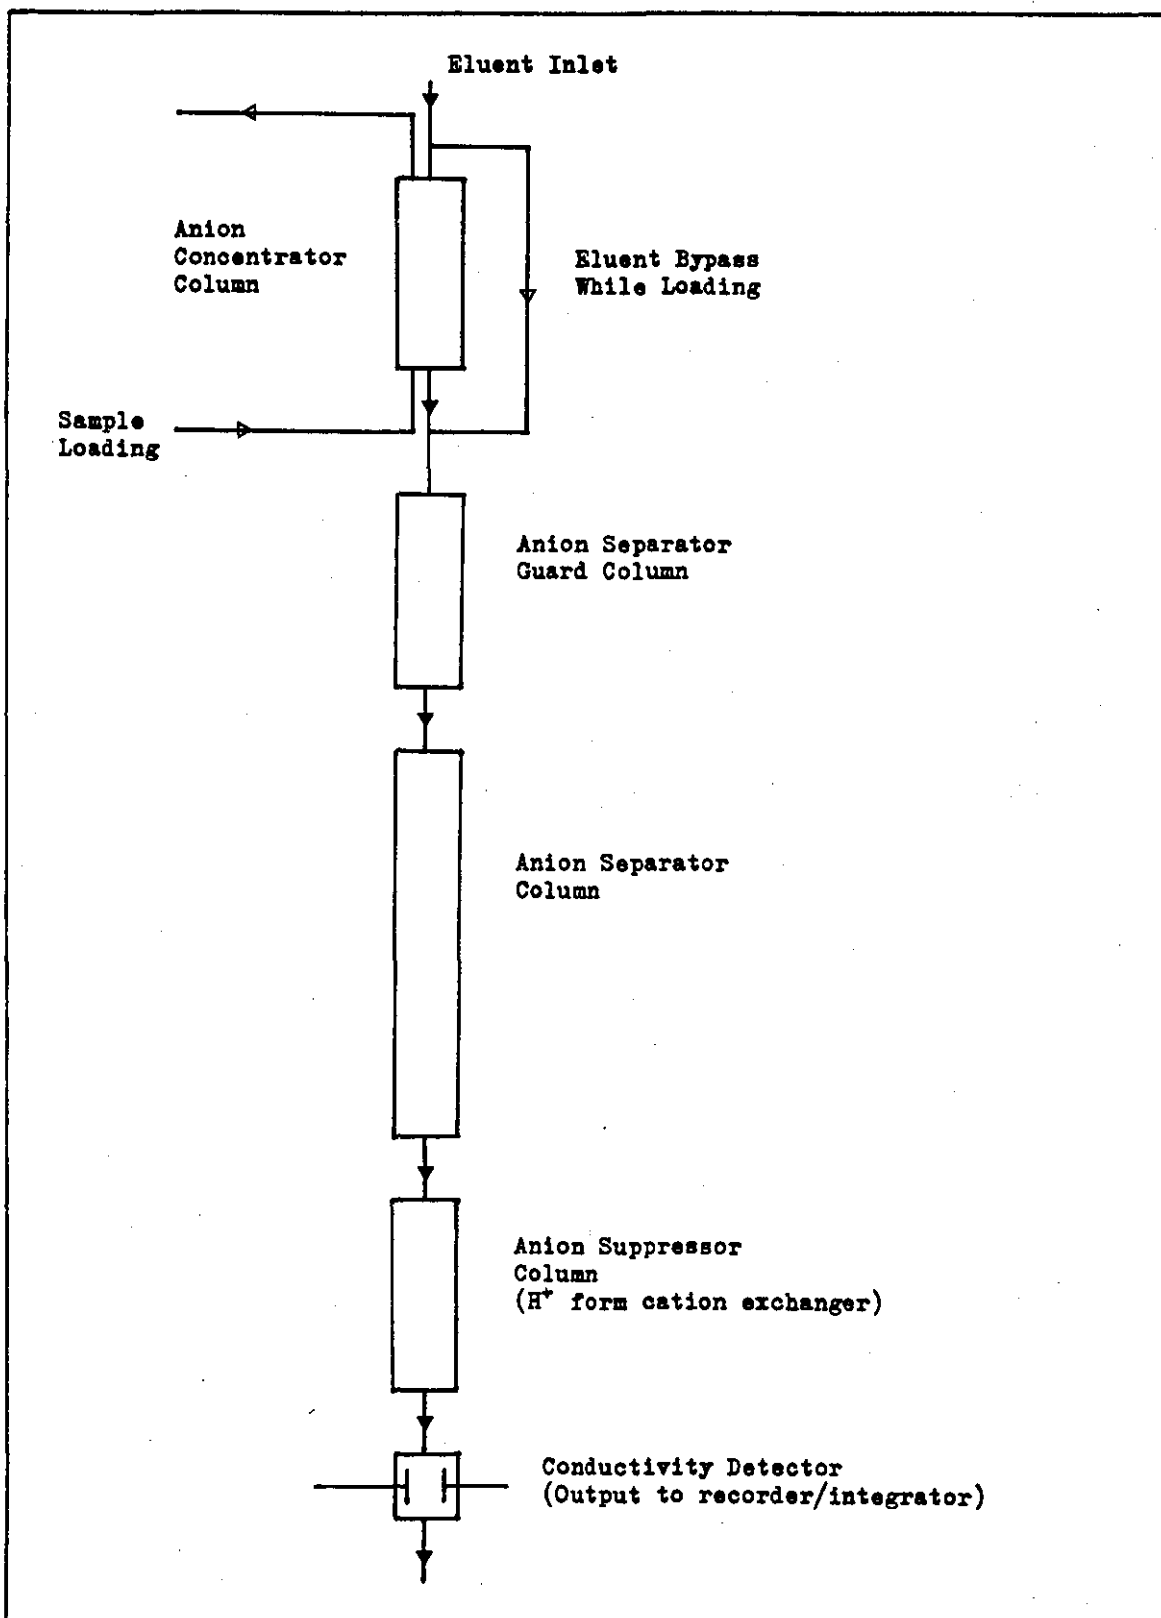 Eluent Inlet
Anion
Concentrator
Column
Eluent Bypass
While Loading
Sample
Loading
Anion Separator
Guard Column
Anion Separator
Column
Anion Suppressor
Column
(H⁺ form cation exchanger)
Conductivity Detector
(Output to recorder/integrator)